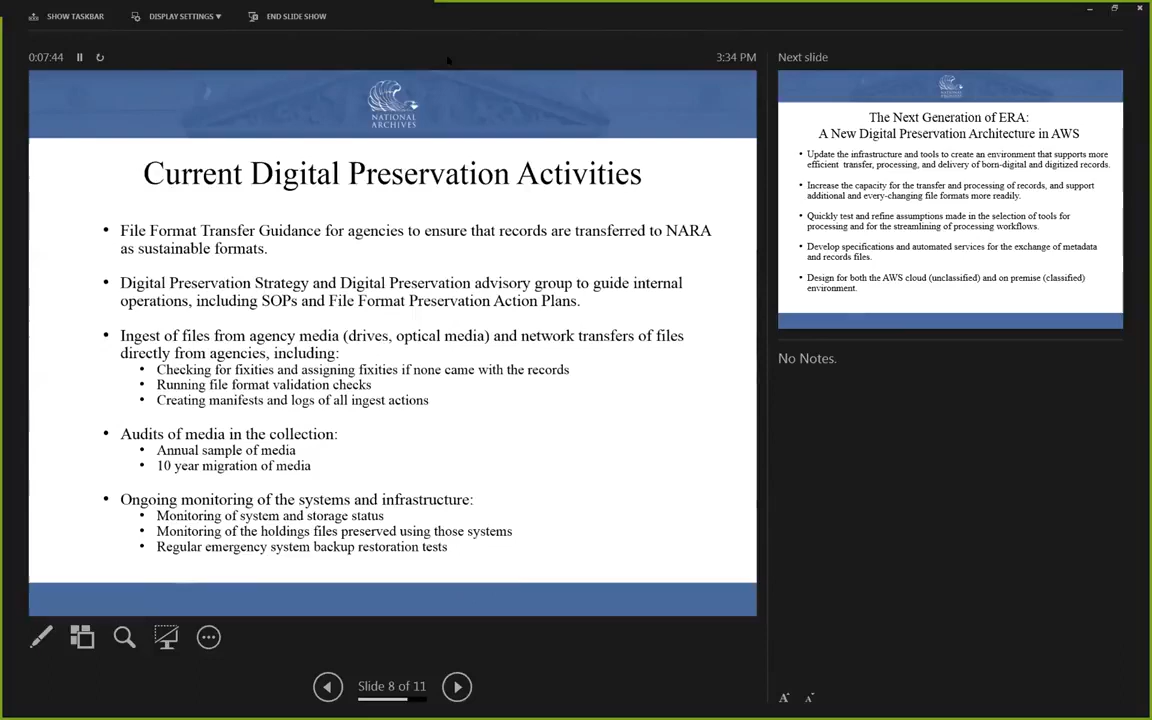 SHOW TASKBAR DISPLAY SETTINGS ▼ END SLIDE SHOW
0:07:44 3:34 PM
NATIONAL
ARCHIVES
Current Digital Preservation Activities
• File Format Transfer Guidance for agencies to ensure that records are transferred to NARA
as sustainable formats.
• Digital Preservation Strategy and Digital Preservation advisory group to guide internal
operations, including SOPs and File Format Preservation Action Plans.
• Ingest of files from agency media (drives, optical media) and network transfers of files
directly from agencies, including:
• Checking for fixities and assigning fixities if none came with the records
• Running file format validation checks
• Creating manifests and logs of all ingest actions
• Audits of media in the collection:
• Annual sample of media
• 10 year migration of media
• Ongoing monitoring of the systems and infrastructure:
• Monitoring of system and storage status
• Monitoring of the holdings files preserved using those systems
• Regular emergency system backup restoration tests
Slide 8 of 11
Next slide
NATIONAL
ARCHIVES
The Next Generation of ERA:
A New Digital Preservation Architecture in AWS
• Update the infrastructure and tools to create an environment that supports more
efficient transfer, processing, and delivery of born-digital and digitized records.
• Increase the capacity for the transfer and processing of records, and support
additional and every-changing file formats more readily.
• Quickly test and refine assumptions made in the selection of tools for
processing and for the streamlining of processing workflows.
• Develop specifications and automated services for the exchange of metadata
and records files.
• Design for both the AWS cloud (unclassified) and on premise (classified)
environment.
No Notes.
A A